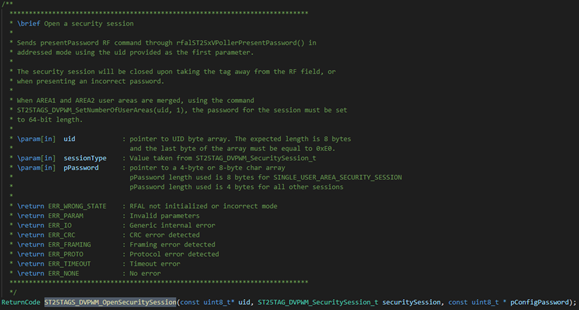 /**
*****************************************************************************
* \brief Open a security session
*
* Sends presentPassword RF command through rfalST25xVPollerPresentPassword() in
* addressed mode using the uid provided as the first parameter.
*
* The security session will be closed upon taking the tag away from the RF field, or
* when presenting an incorrect password.
*
* When AREA1 and AREA2 user areas are merged, using the command
* ST25TAGS_DVPWM_SetNumberOfUserAreas(uid, 1), the password for the session must be set
* to 64-bit length.
*
* \param[in] uid : pointer to UID byte array. The expected length is 8 bytes
* and the last byte of the array must be equal to 0xE0.
* \param[in] sessionType : Value taken from ST25TAG_DVPWM_SecuritySession_t
* \param[in] pPassword : pointer to a 4-byte or 8-byte char array
* pPassword length used is 8 bytes for SINGLE_USER_AREA_SECURITY_SESSION
* pPassword length used is 4 bytes for all other sessions
*
* \return ERR_WRONG_STATE : RFAL not initialized or incorrect mode
* \return ERR_PARAM : Invalid parameters
* \return ERR_IO : Generic internal error
* \return ERR_CRC : CRC error detected
* \return ERR_FRAMING : Framing error detected
* \return ERR_PROTO : Protocol error detected
* \return ERR_TIMEOUT : Timeout error
* \return ERR_NONE : No error
*****************************************************************************
*/
ReturnCode ST25TAGS_DVPWM_OpenSecuritySession(const uint8_t* uid, ST25TAG_DVPWM_SecuritySession_t securitySession, const uint8_t * pConfigPassword);